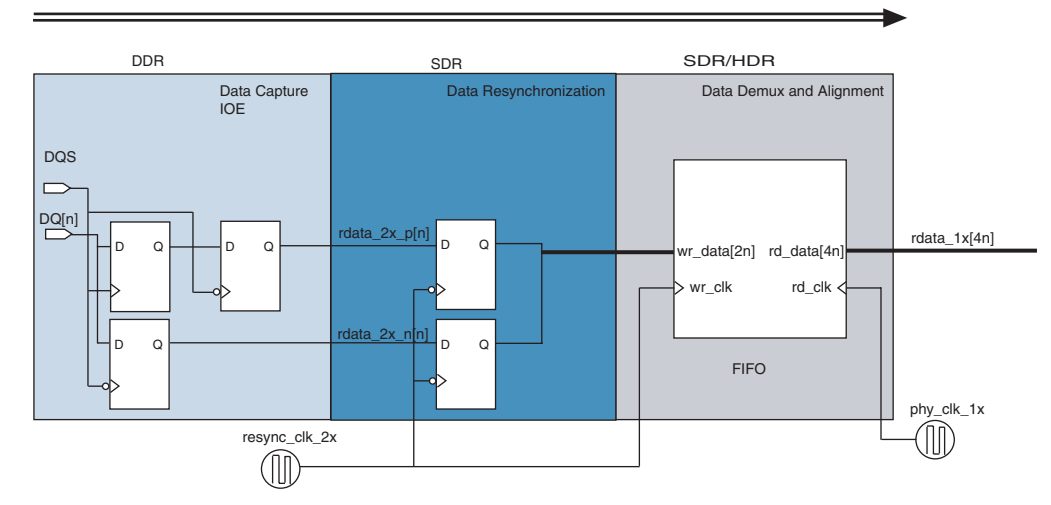 DDR
SDR
SDR/HDR
Data Capture
IOE
Data Resynchronization
Data Demux and Alignment
DQS
DQ[n]
D Q
D Q
rdata_2x_p[n]
D Q
wr_data[2n] rd_data[4n]
rdata_1x[4n]
wr_clk rd_clk
D Q
rdata_2x_n[n]
D Q
FIFO
phy_clk_1x
resync_clk_2x